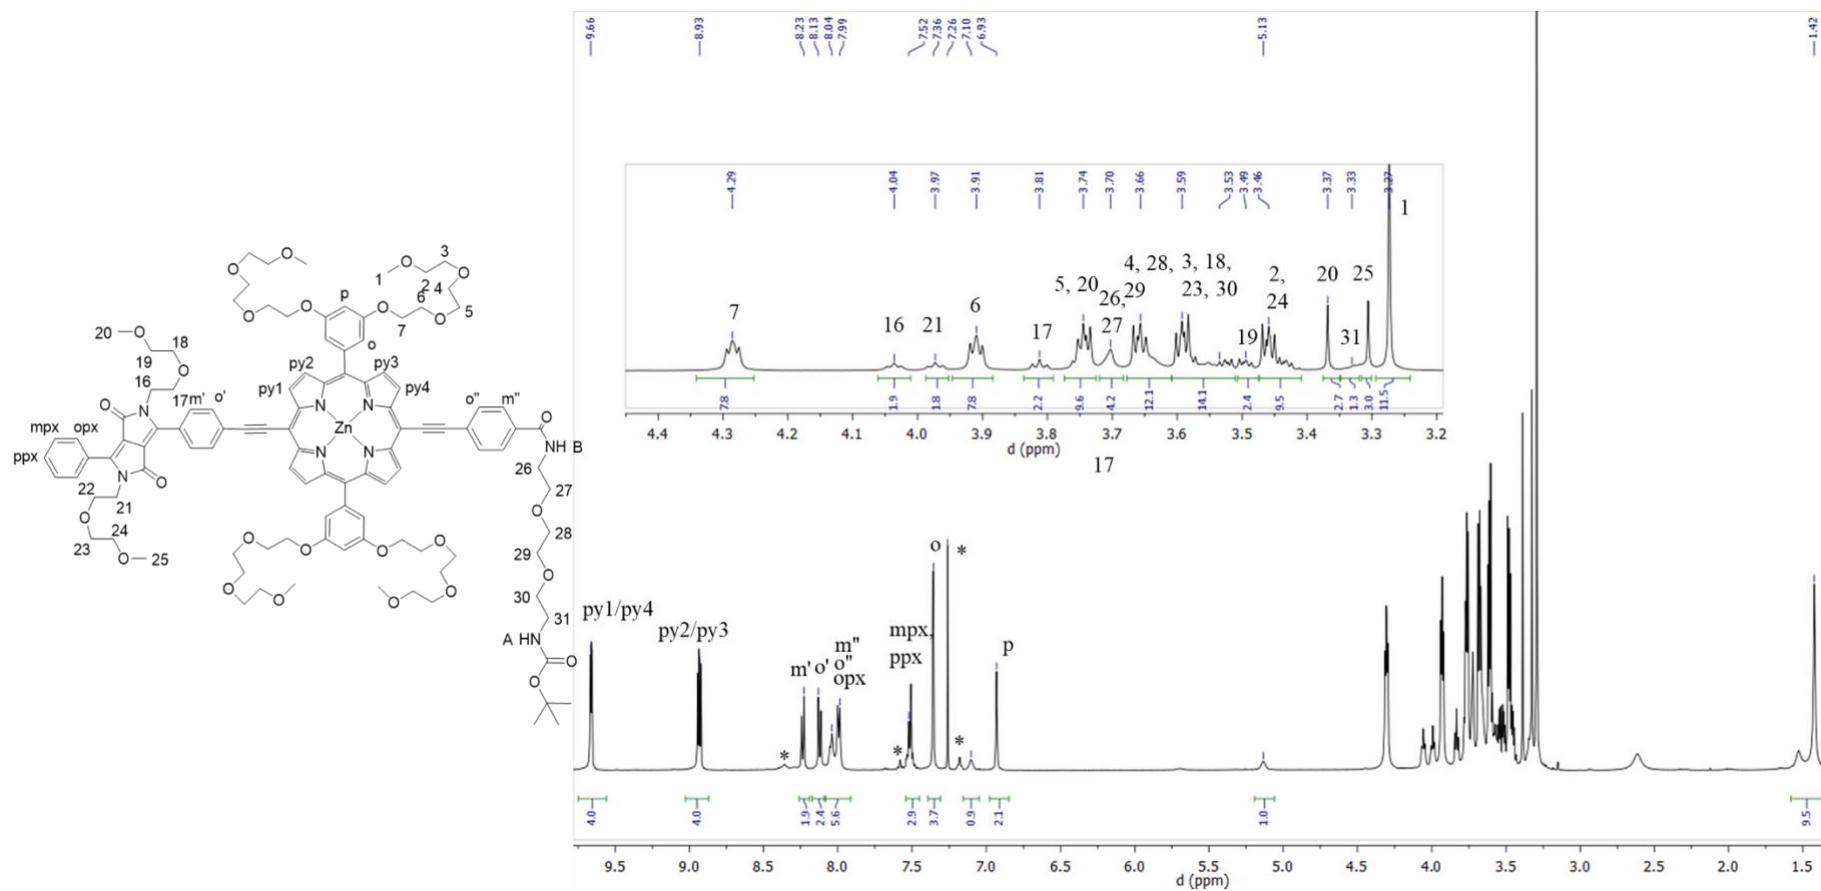 9.66
8.93
8.23
8.13
8.04
7.99
7.52
7.36
7.26
7.10
6.93
5.13
1.42
4.29
4.04
3.97
3.91
3.81
3.74
3.70
3.66
3.59
3.53
3.49
3.46
3.37
3.33
3.27
1
4, 28, 3, 18,
5, 20 29 23, 30 2,
26, 24
27
20 25
7
16 21
6
17
19
31
7.8
1.9
1.8
7.8
2.2
9.6
4.2
12.1
14.1
2.4
9.5
2.7
1.3
3.0
11.5
4.4 4.3 4.2 4.1 4.0 3.9 3.8 3.7 3.6 3.5 3.4 3.3 3.2
d (ppm)
17
O O 3
O 1 O O
O 2 4
O O p O 6 O 5
7
20 O 18
O
19
16
17 m' o'
o
py2 py3
py1 py4
N N
Zn
N N
o'' m''
O
NH B
O
N
mpx opx
ppx
N O
22 21
O
24
23 O 25
26
27
O
28
29
O
30
31
A HN
O
O
O O O O
O O O O
O O O O
py1/py4
py2/py3
*
m' o'
m''
o''
opx
mpx,
ppx
*
o
*
*
p
4.0
4.0
1.9
2.4
5.6
2.9
3.7
0.9
2.1
1.0
9.5
9.5 9.0 8.5 8.0 7.5 7.0 6.5 6.0 5.5 5.0 4.5 4.0 3.5 3.0 2.5 2.0 1.5
d (ppm)